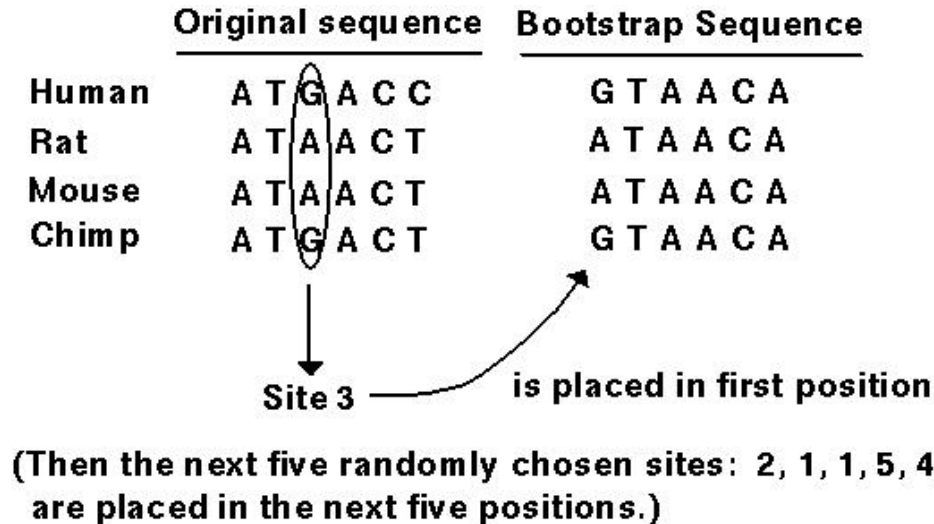 Original sequence Bootstrap Sequence
Human A T G A C C G T A A C A
Rat A T A A C T A T A A C A
Mouse A T A A C T A T A A C A
Chimp A T G A C T G T A A C A
Site 3 is placed in first position
(Then the next five randomly chosen sites: 2, 1, 1, 5, 4
are placed in the next five positions.)